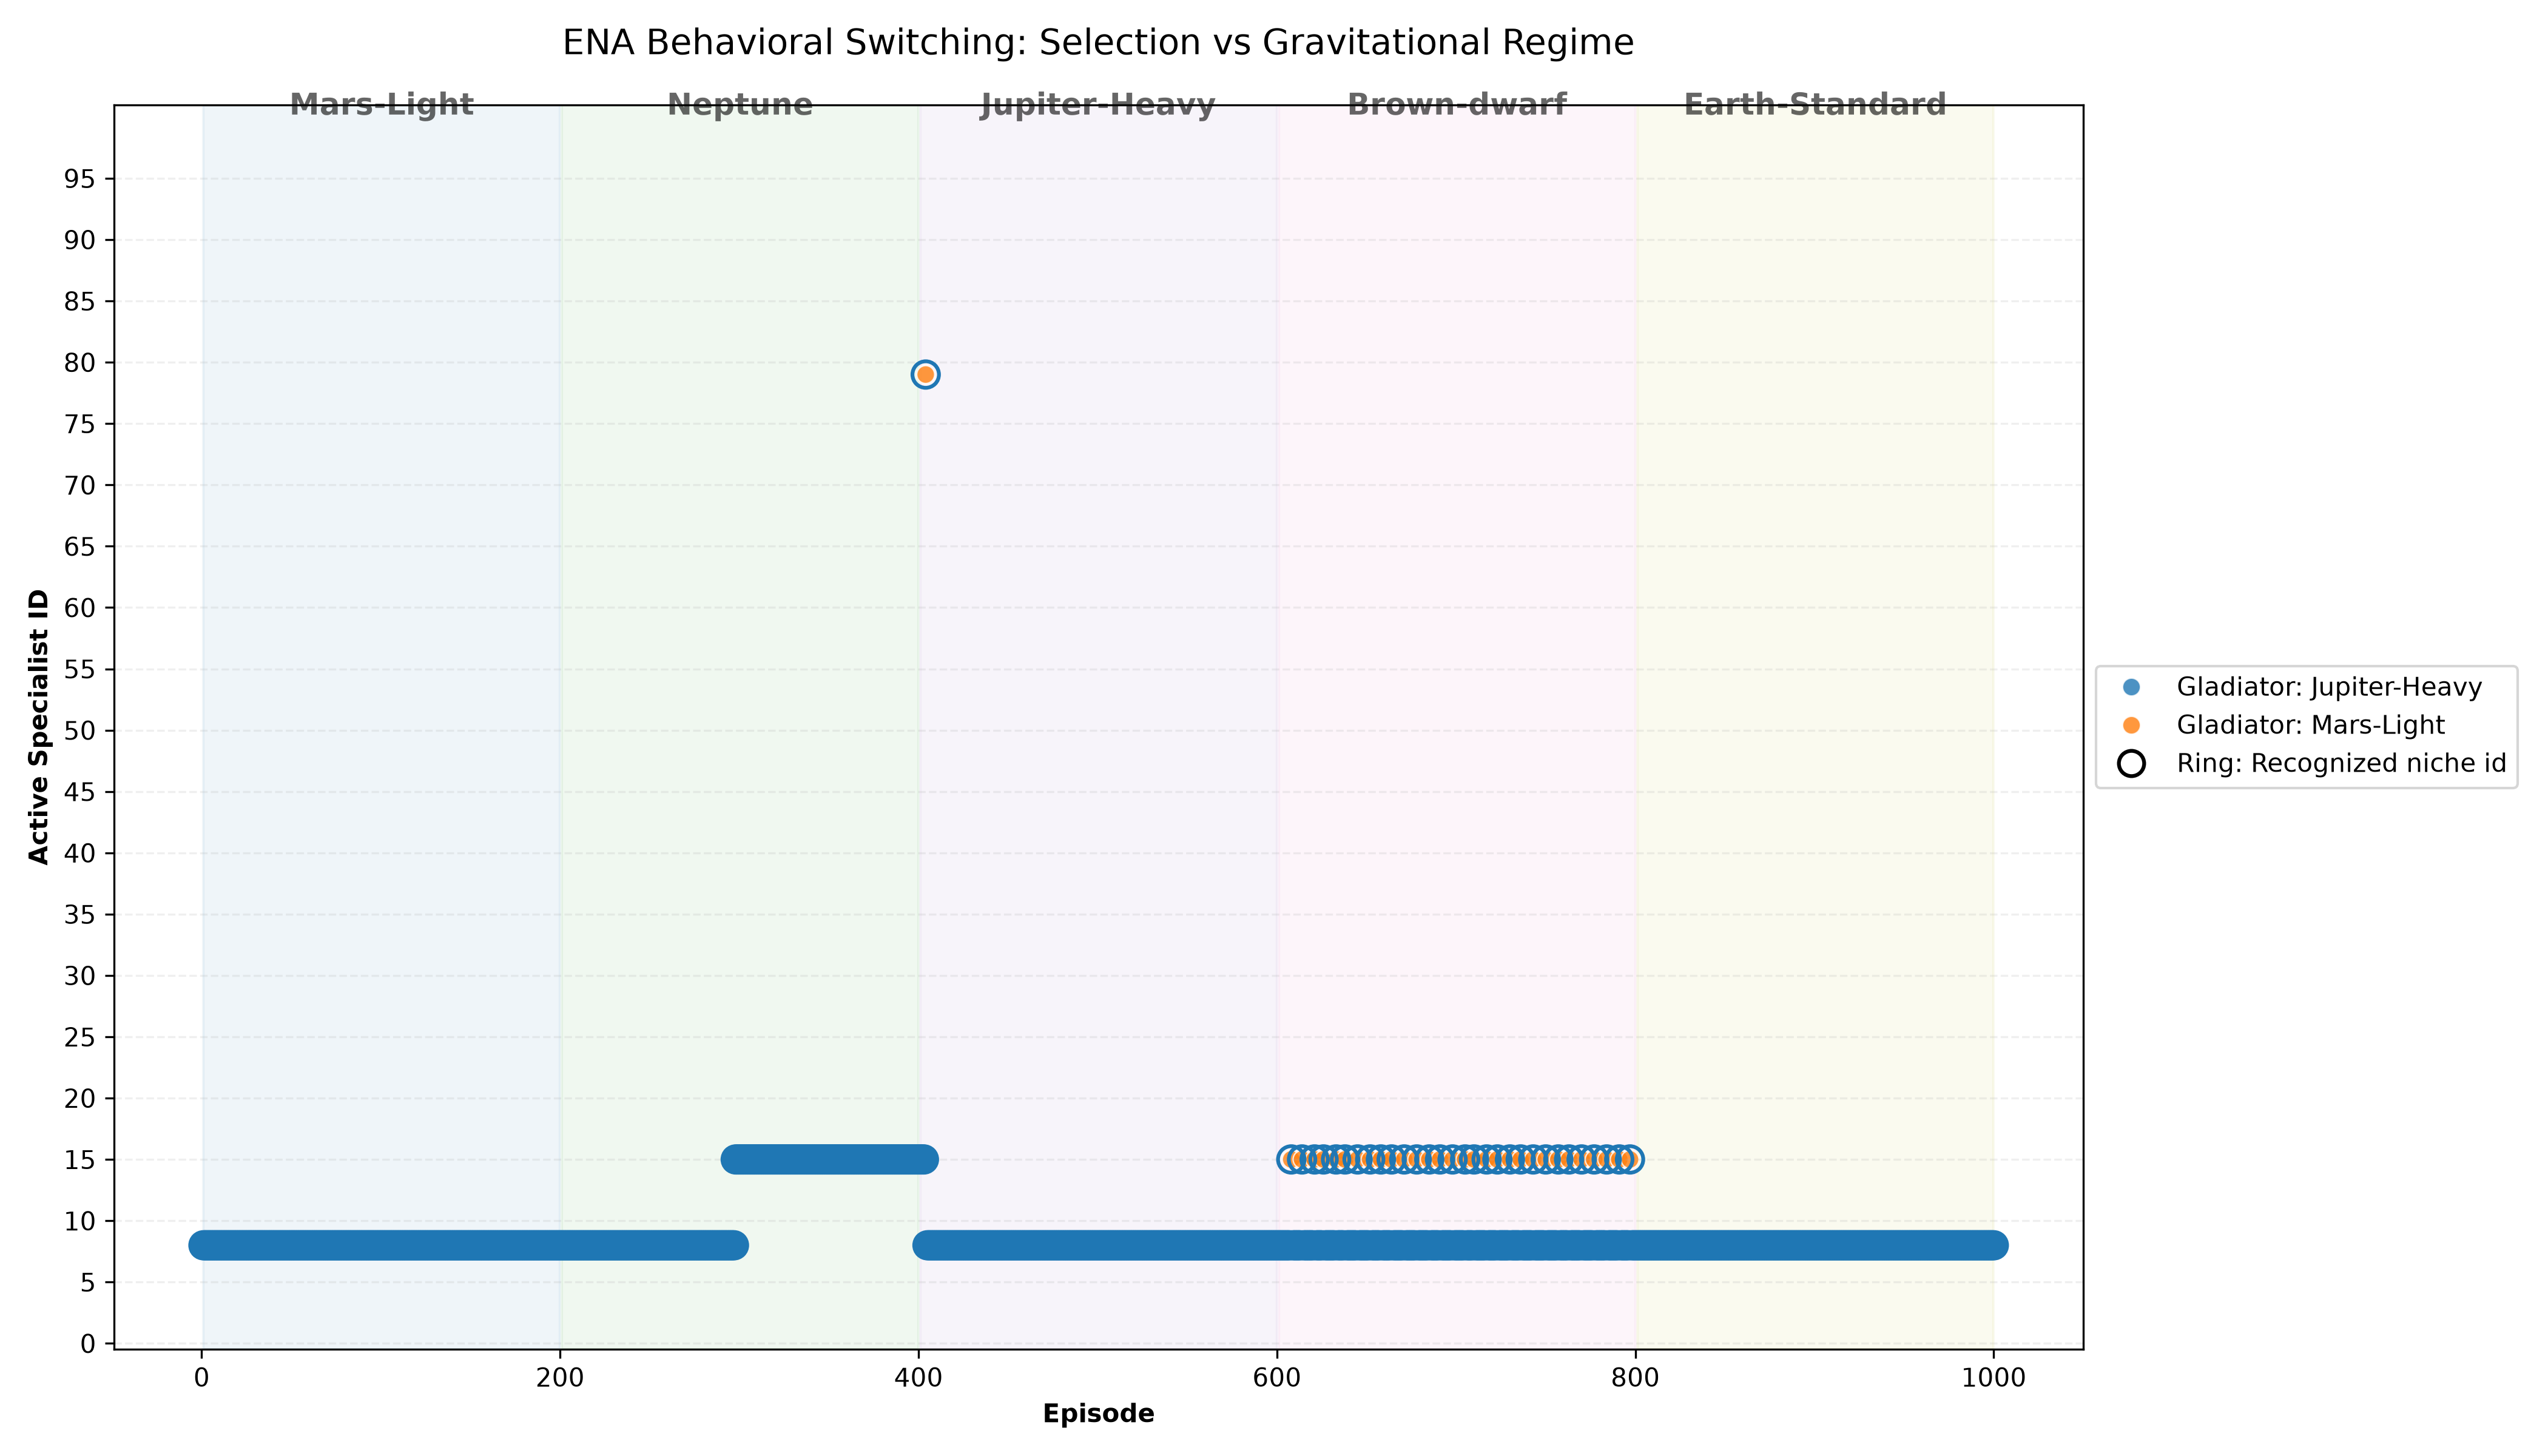 ENA Behavioral Switching: Selection vs Gravitational Regime
Mars-Light
Neptune
Jupiter-Heavy
Brown-dwarf
Earth-Standard
Active Specialist ID
95
90
85
80
75
70
65
60
55
50
45
40
35
30
25
20
15
10
5
0
0
200
400
600
800
1000
Episode
Gladiator: Jupiter-Heavy
Gladiator: Mars-Light
Ring: Recognized niche id